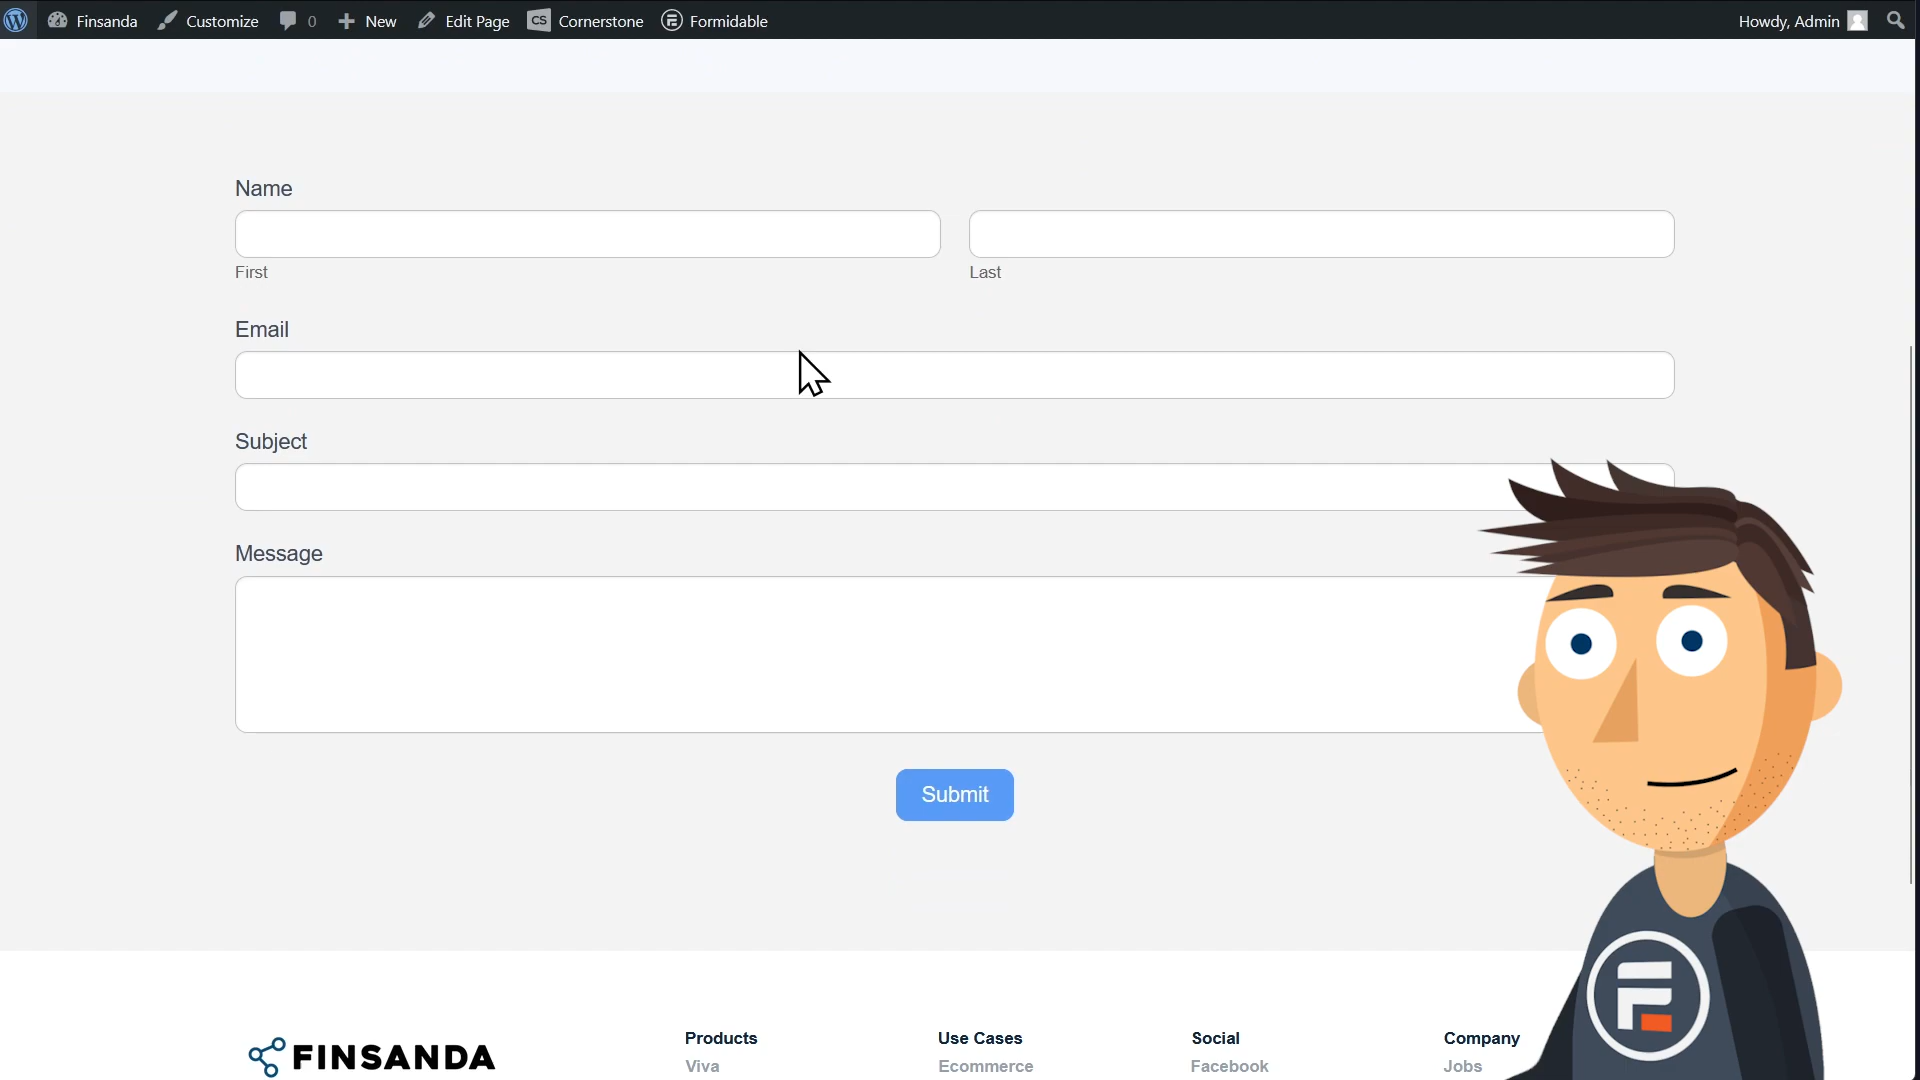 Finsanda Customize 0 New Edit Page CS Cornerstone Formidable Howdy, Admin
Name
First Last
Email
Subject
Message
Submit
FINSANDA
Products Use Cases Social Company
Viva Ecommerce Facebook Jobs